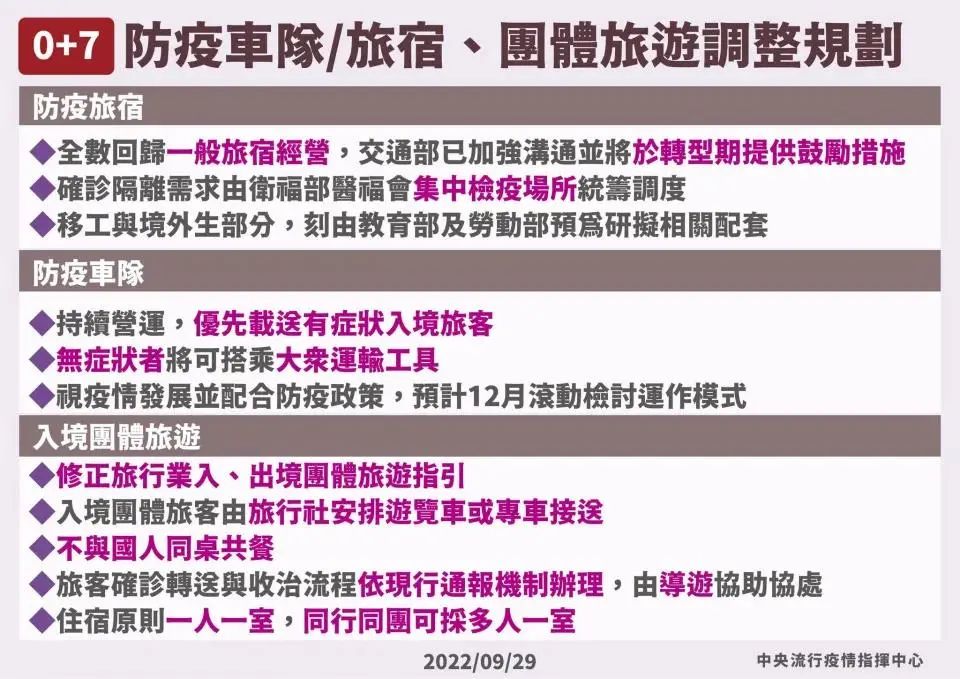 0+7 防疫車隊/旅宿、團體旅遊調整規劃
防疫旅宿
◆全數回歸一般旅宿經營，交通部已加強溝通並將於轉型期提供鼓勵措施
◆確診隔離需求由衛福部醫福會集中檢疫場所統籌調度
◆移工與境外生部分，刻由教育部及勞動部預為研擬相關配套
防疫車隊
◆持續營運，優先載送有症狀入境旅客
◆無症狀者將可搭乘大眾運輸工具
◆視疫情發展並配合防疫政策，預計12月滾動檢討運作模式
入境團體旅遊
◆修正旅行業入、出境團體旅遊指引
◆入境團體旅客由旅行社安排遊覽車或專車接送
◆不與國人同桌共餐
◆旅客確診轉送與收治流程依現行通報機制辦理，由導遊協助協處
◆住宿原則一人一室，同行同團可採多人一室
2022/09/29
中央流行疫情指揮中心